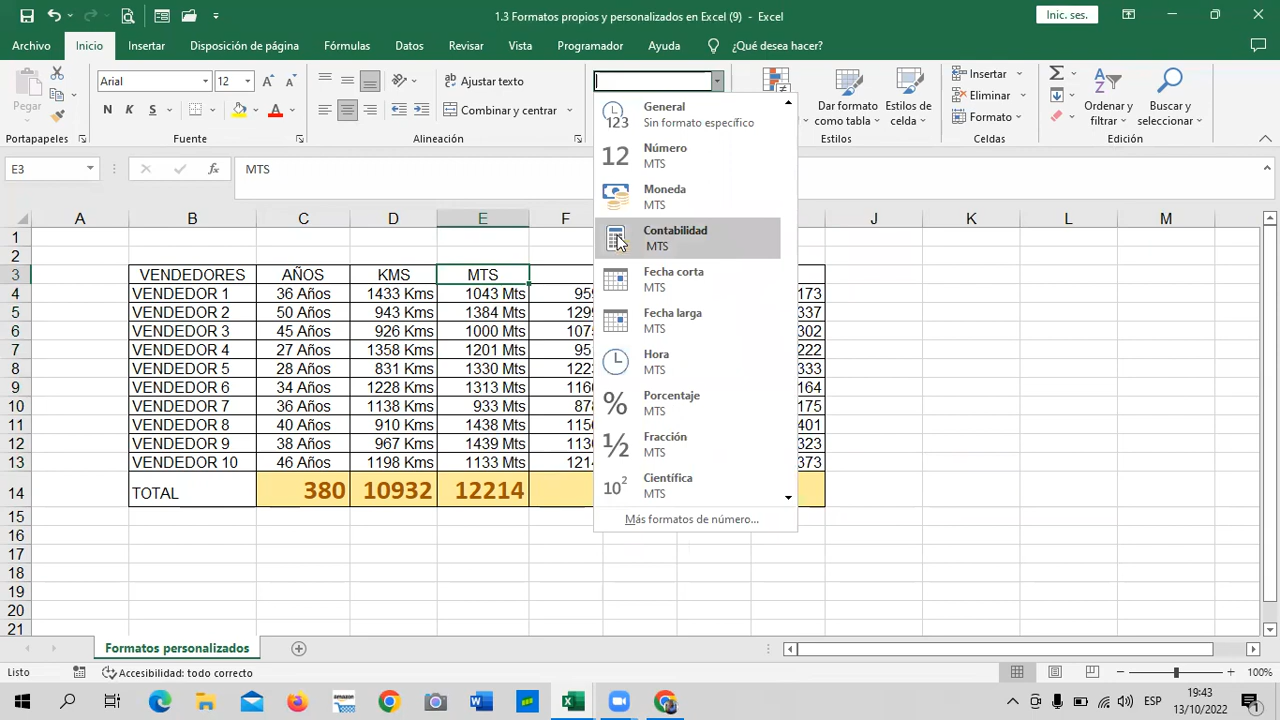 1.3 Formatos propios y personalizados en Excel (9) - Excel
Inic. ses.
Archivo Inicio Insertar Disposición de página Fórmulas Datos Revisar Vista Programador Ayuda ¿Qué desea hacer?
Pegar
Portapapeles
Arial 12
N K S
Fuente
Ajustar texto
Combinar y centrar
Alineación
Dar formato como tabla
Estilos de celda
Estilos
Insertar
Eliminar
Formato
Celdas
Ordenar y filtrar
Buscar y seleccionar
Edición
E3 MTS
General
Sin formato específico
Número
MTS
Moneda
MTS
Contabilidad
MTS
Fecha corta
MTS
Fecha larga
MTS
Hora
MTS
Porcentaje
MTS
Fracción
MTS
Científica
MTS
Más formatos de número...
A B C D E F J K L M
1
2
3 VENDEDORES AÑOS KMS MTS
4 VENDEDOR 1 36 Años 1433 Kms 1043 Mts 173
5 VENDEDOR 2 50 Años 943 Kms 1384 Mts 337
6 VENDEDOR 3 45 Años 926 Kms 1000 Mts 302
7 VENDEDOR 4 27 Años 1358 Kms 1201 Mts 222
8 VENDEDOR 5 28 Años 831 Kms 1330 Mts 333
9 VENDEDOR 6 34 Años 1228 Kms 1313 Mts 164
10 VENDEDOR 7 36 Años 1138 Kms 933 Mts 175
11 VENDEDOR 8 40 Años 910 Kms 1438 Mts 401
12 VENDEDOR 9 38 Años 967 Kms 1439 Mts 323
13 VENDEDOR 10 46 Años 1198 Kms 1133 Mts 373
14 TOTAL 380 10932 12214
15
16
17
18
19
20
21
Formatos personalizados
Listo Accesibilidad: todo correcto 100%
ESP 19:43
13/10/2022